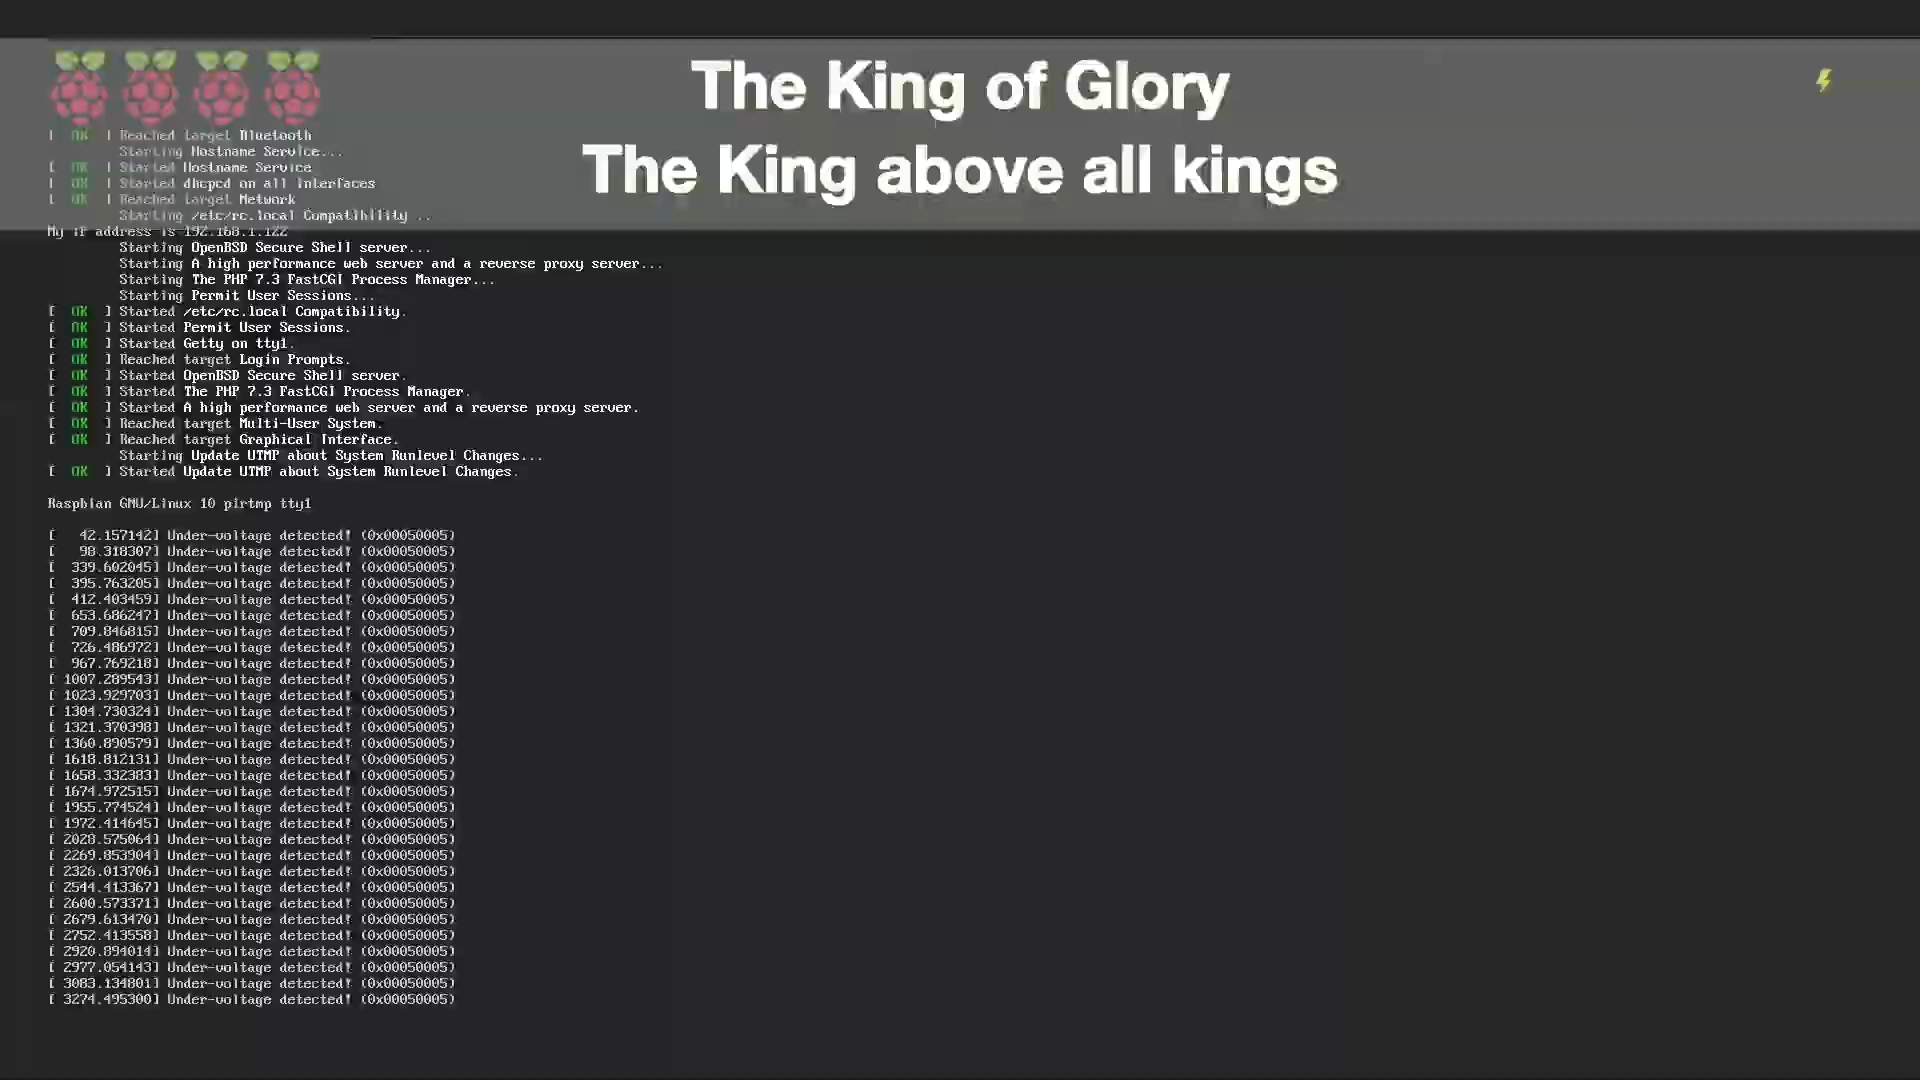 The King of Glory
The King above all kings
[ OK ] Reached target Bluetooth
Starting Hostname Service...
[ OK ] Started Hostname Service
[ OK ] Started dhcpcd on all interfaces
[ OK ] Reached target Network
Starting /etc/rc.local Compatibility ..
My IP address is 192.168.1.122
Starting OpenBSD Secure Shell server...
Starting A high performance web server and a reverse proxy server...
Starting The PHP 7.3 FastCGI Process Manager...
Starting Permit User Sessions...
[ OK ] Started /etc/rc.local Compatibility.
[ OK ] Started Permit User Sessions.
[ OK ] Started Getty on tty1.
[ OK ] Reached target Login Prompts.
[ OK ] Started OpenBSD Secure Shell server.
[ OK ] Started The PHP 7.3 FastCGI Process Manager.
[ OK ] Started A high performance web server and a reverse proxy server.
[ OK ] Reached target Multi-User System.
[ OK ] Reached target Graphical Interface.
Starting Update UTMP about System Runlevel Changes...
[ OK ] Started Update UTMP about System Runlevel Changes.
Raspbian GNU/Linux 10 pirtmp tty1
[ 42.157142] Under-voltage detected! (0x00050005)
[ 98.318307] Under-voltage detected! (0x00050005)
[ 339.602045] Under-voltage detected! (0x00050005)
[ 395.763205] Under-voltage detected! (0x00050005)
[ 412.403459] Under-voltage detected! (0x00050005)
[ 653.686247] Under-voltage detected! (0x00050005)
[ 709.846815] Under-voltage detected! (0x00050005)
[ 726.486972] Under-voltage detected! (0x00050005)
[ 967.769218] Under-voltage detected! (0x00050005)
[ 1007.289543] Under-voltage detected! (0x00050005)
[ 1023.929703] Under-voltage detected! (0x00050005)
[ 1304.730324] Under-voltage detected! (0x00050005)
[ 1321.370398] Under-voltage detected! (0x00050005)
[ 1360.890579] Under-voltage detected! (0x00050005)
[ 1618.812131] Under-voltage detected! (0x00050005)
[ 1658.332383] Under-voltage detected! (0x00050005)
[ 1674.972515] Under-voltage detected! (0x00050005)
[ 1955.774524] Under-voltage detected! (0x00050005)
[ 1972.414645] Under-voltage detected! (0x00050005)
[ 2028.575064] Under-voltage detected! (0x00050005)
[ 2269.853904] Under-voltage detected! (0x00050005)
[ 2326.013706] Under-voltage detected! (0x00050005)
[ 2544.413367] Under-voltage detected! (0x00050005)
[ 2600.573371] Under-voltage detected! (0x00050005)
[ 2679.613470] Under-voltage detected! (0x00050005)
[ 2752.413558] Under-voltage detected! (0x00050005)
[ 2920.894014] Under-voltage detected! (0x00050005)
[ 2977.054143] Under-voltage detected! (0x00050005)
[ 3083.134801] Under-voltage detected! (0x00050005)
[ 3274.495300] Under-voltage detected! (0x00050005)